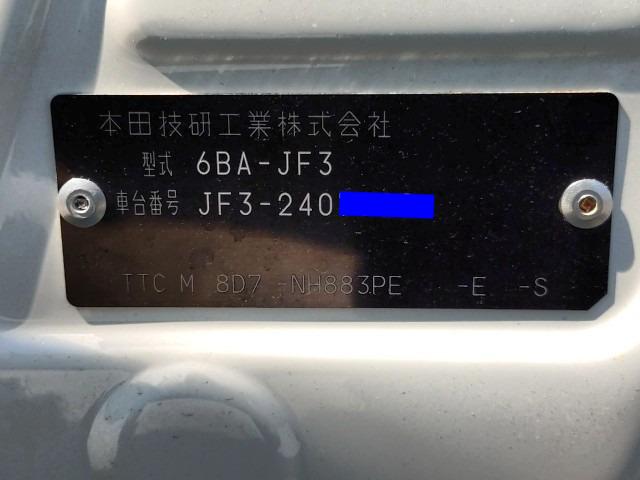 本田技研工業株式会社
型式 6BA-JF3
車台番号 JF3-240
TTC M 8D7 -NH883PE -E -S